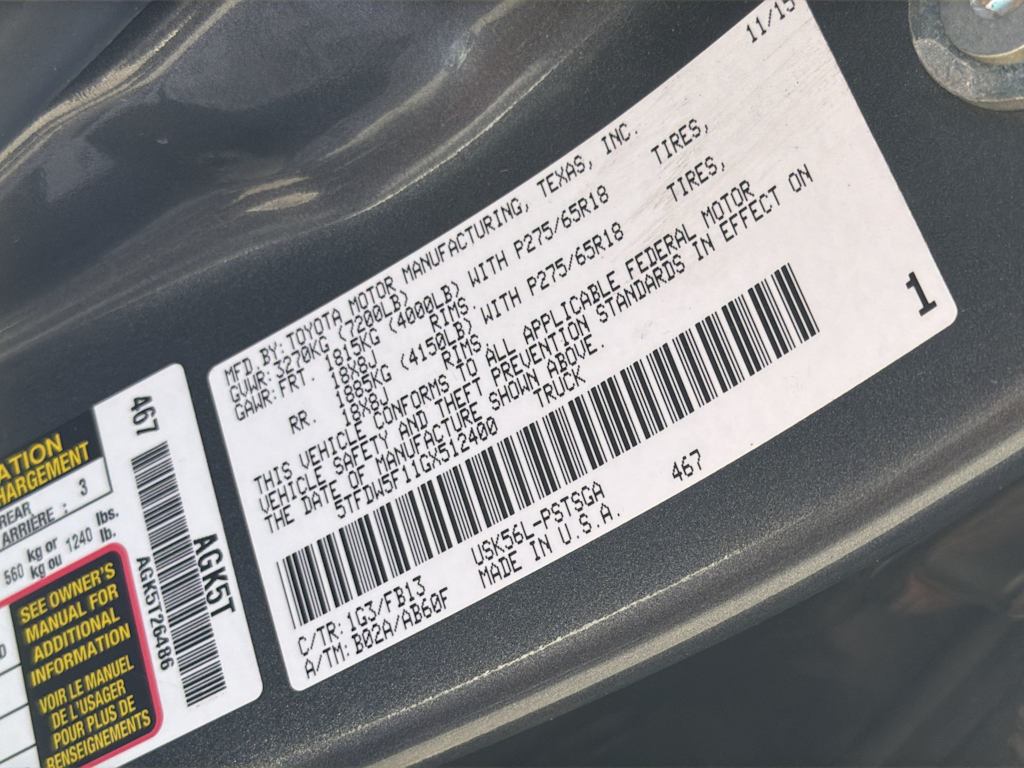 11/15
MFD. BY: TOYOTA MOTOR MANUFACTURING, TEXAS, INC.
GVWR: 3270KG (7200LB)
GAWR: FRT. 1815KG (4000LB) WITH P275/65R18 TIRES,
18X8J RIMS
RR. 1885KG (4150LB) WITH P275/65R18 TIRES,
18X8J RIMS
THIS VEHICLE CONFORMS TO ALL APPLICABLE FEDERAL MOTOR
VEHICLE SAFETY AND THEFT PREVENTION STANDARDS IN EFFECT ON
THE DATE OF MANUFACTURE SHOWN ABOVE.
5TFDW5F11GX512400 TRUCK
1
C/TR: 1G3/FB13 USK56L-PSTSGA 467
A/TM: B02A/AB60F MADE IN U.S.A.
467
AGK5T
AGK5T26486
REAR
ARRIÈRE : 3
560 kg or 1240 lbs.
kg ou lb.
SEE OWNER'S
MANUAL FOR
ADDITIONAL
INFORMATION
VOIR LE MANUEL
DE L'USAGER
POUR PLUS DE
RENSEIGNEMENTS